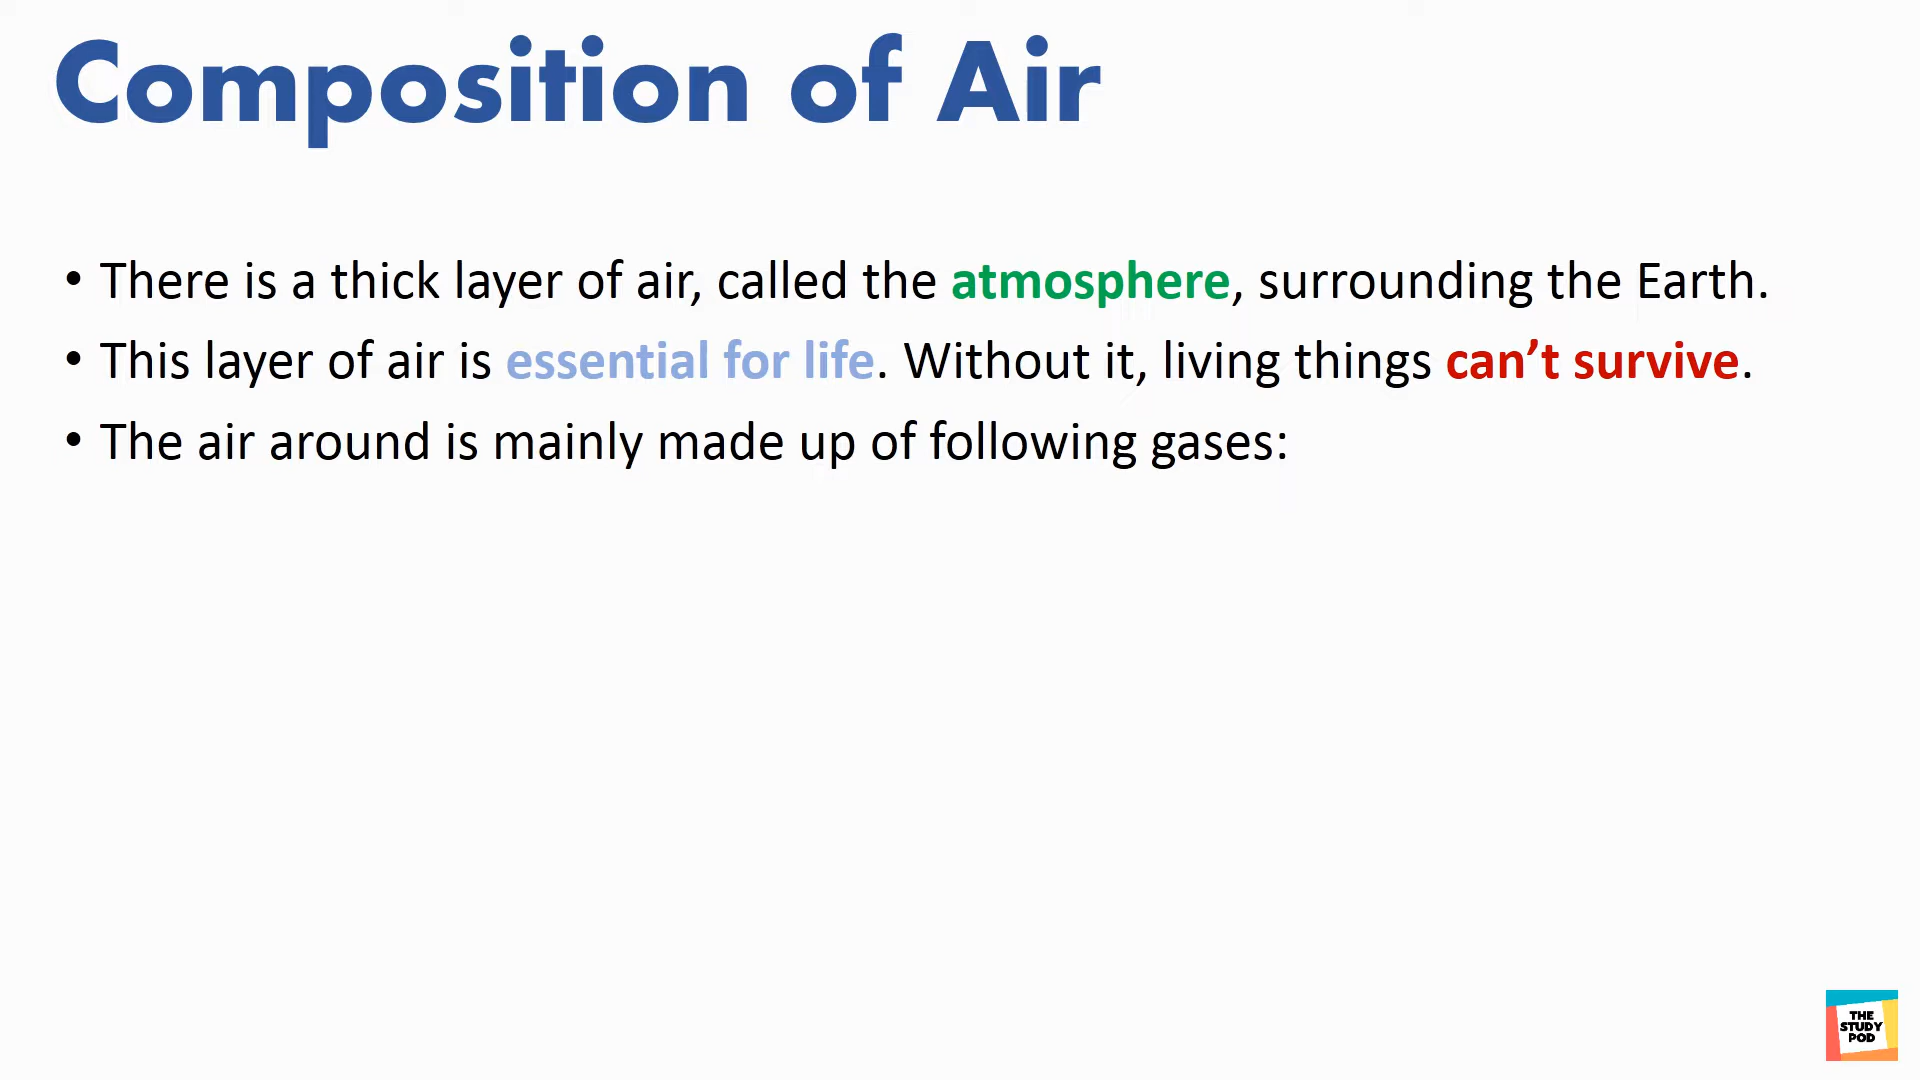 Composition of Air
• There is a thick layer of air, called the atmosphere, surrounding the Earth.
• This layer of air is essential for life. Without it, living things can’t survive.
• The air around is mainly made up of following gases:
THE
STUDY
POD